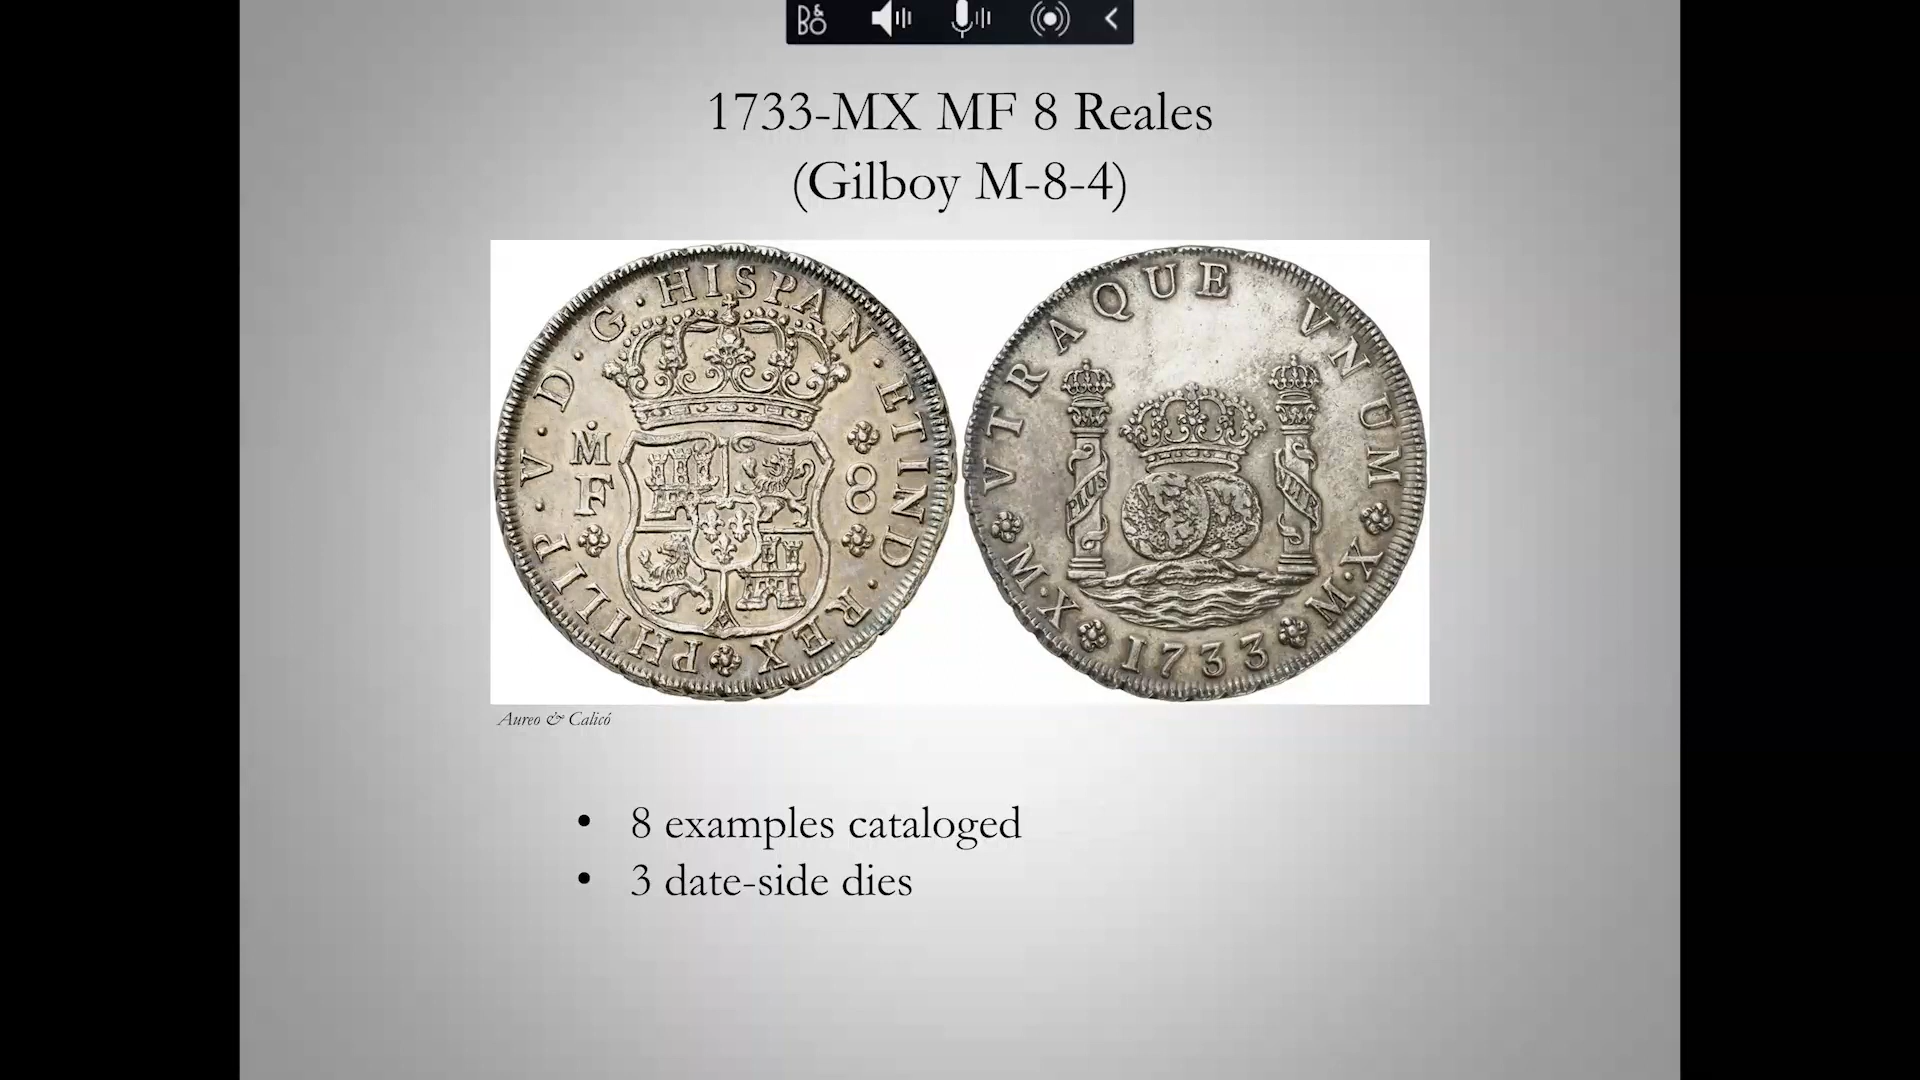 B&O
1733-MX MF 8 Reales
(Gilboy M-8-4)
PHILIP · V · D · G · HISPAN · ET IND · REX
M
F
8
VTRAQUE VNUM
PLUS
M · X · 1733 · M · X
Aureo & Calicó
• 8 examples cataloged
• 3 date-side dies